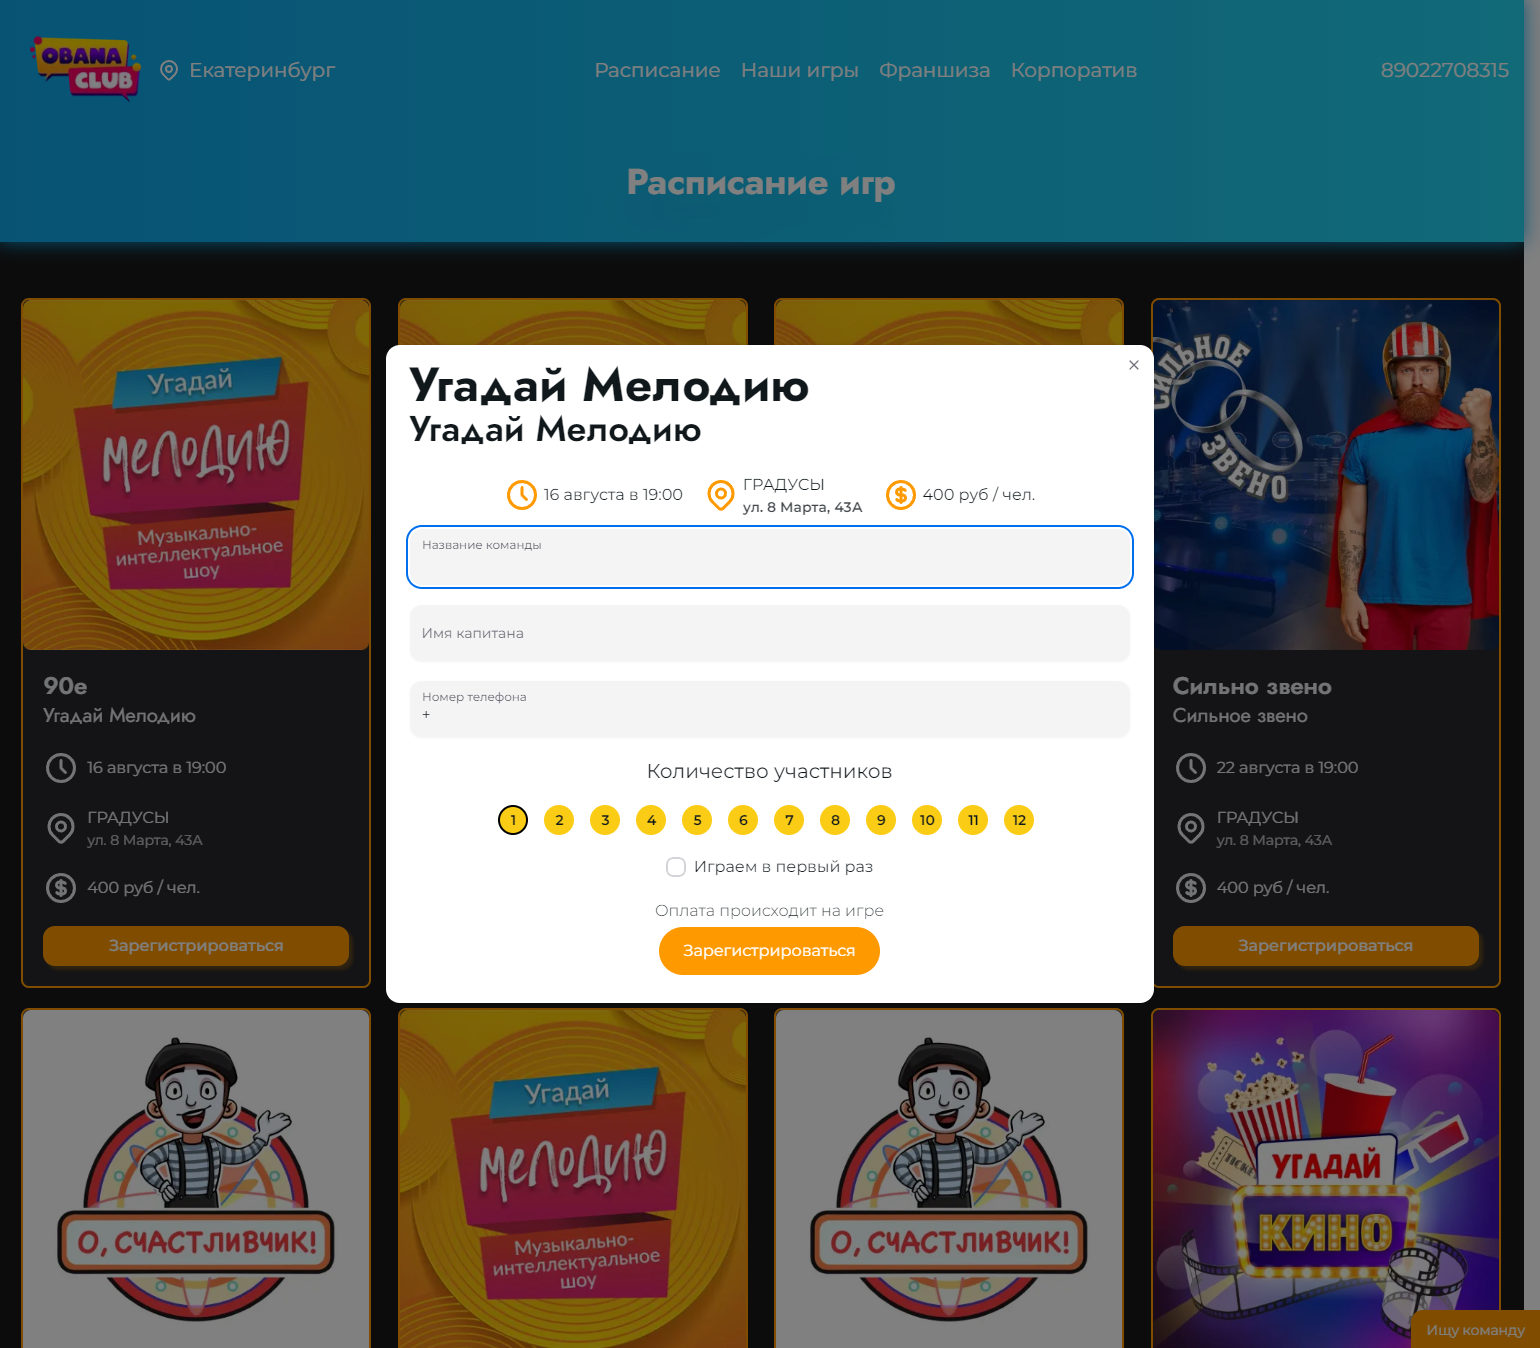 OBANA
CLUB
Екатеринбург
Расписание
Наши игры
Франшиза
Корпоратив
89022708315
Расписание игр
Угадай
МЕЛОДИЮ
Музыкально-
интеллектуальное
шоу
90е
Угадай Мелодию
16 августа в 19:00
ГРАДУСЫ
ул. 8 Марта, 43А
400 руб / чел.
Зарегистрироваться
×
Угадай Мелодию
Угадай Мелодию
16 августа в 19:00
ГРАДУСЫ
ул. 8 Марта, 43А
400 руб / чел.
Название команды
Имя капитана
Номер телефона
+
Количество участников
1 2 3 4 5 6 7 8 9 10 11 12
Играем в первый раз
Оплата происходит на игре
Зарегистрироваться
СИЛЬНОЕ
ЗВЕНО
Сильно звено
Сильное звено
22 августа в 19:00
ГРАДУСЫ
ул. 8 Марта, 43А
400 руб / чел.
Зарегистрироваться
О, СЧАСТЛИВЧИК!
Угадай
МЕЛОДИЮ
Музыкально-
интеллектуальное
шоу
О, СЧАСТЛИВЧИК!
TICKE
УГАДАЙ
КИНО
Ищу команду